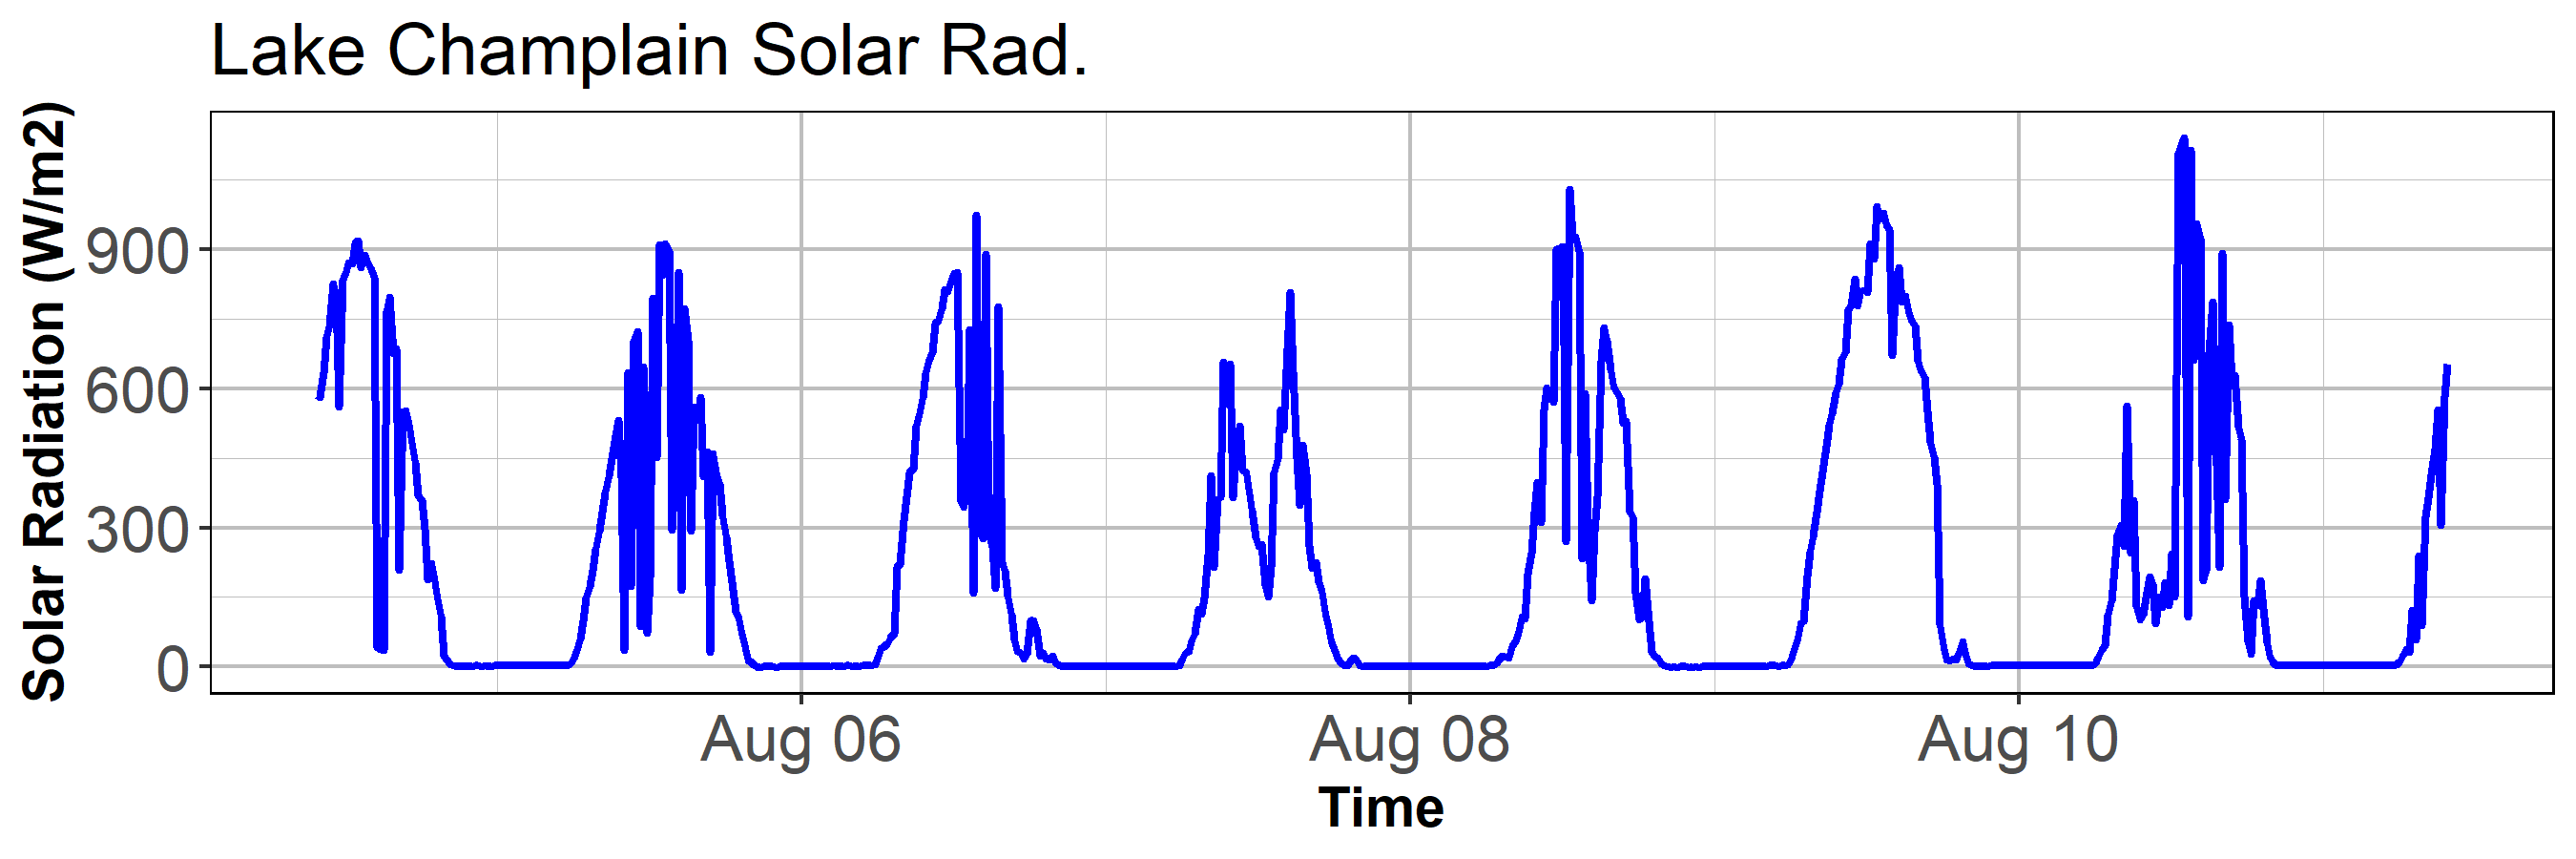 Lake Champlain Solar Rad.
Solar Radiation (W/m2)
900
600
300
0
Aug 06
Aug 08
Aug 10
Time